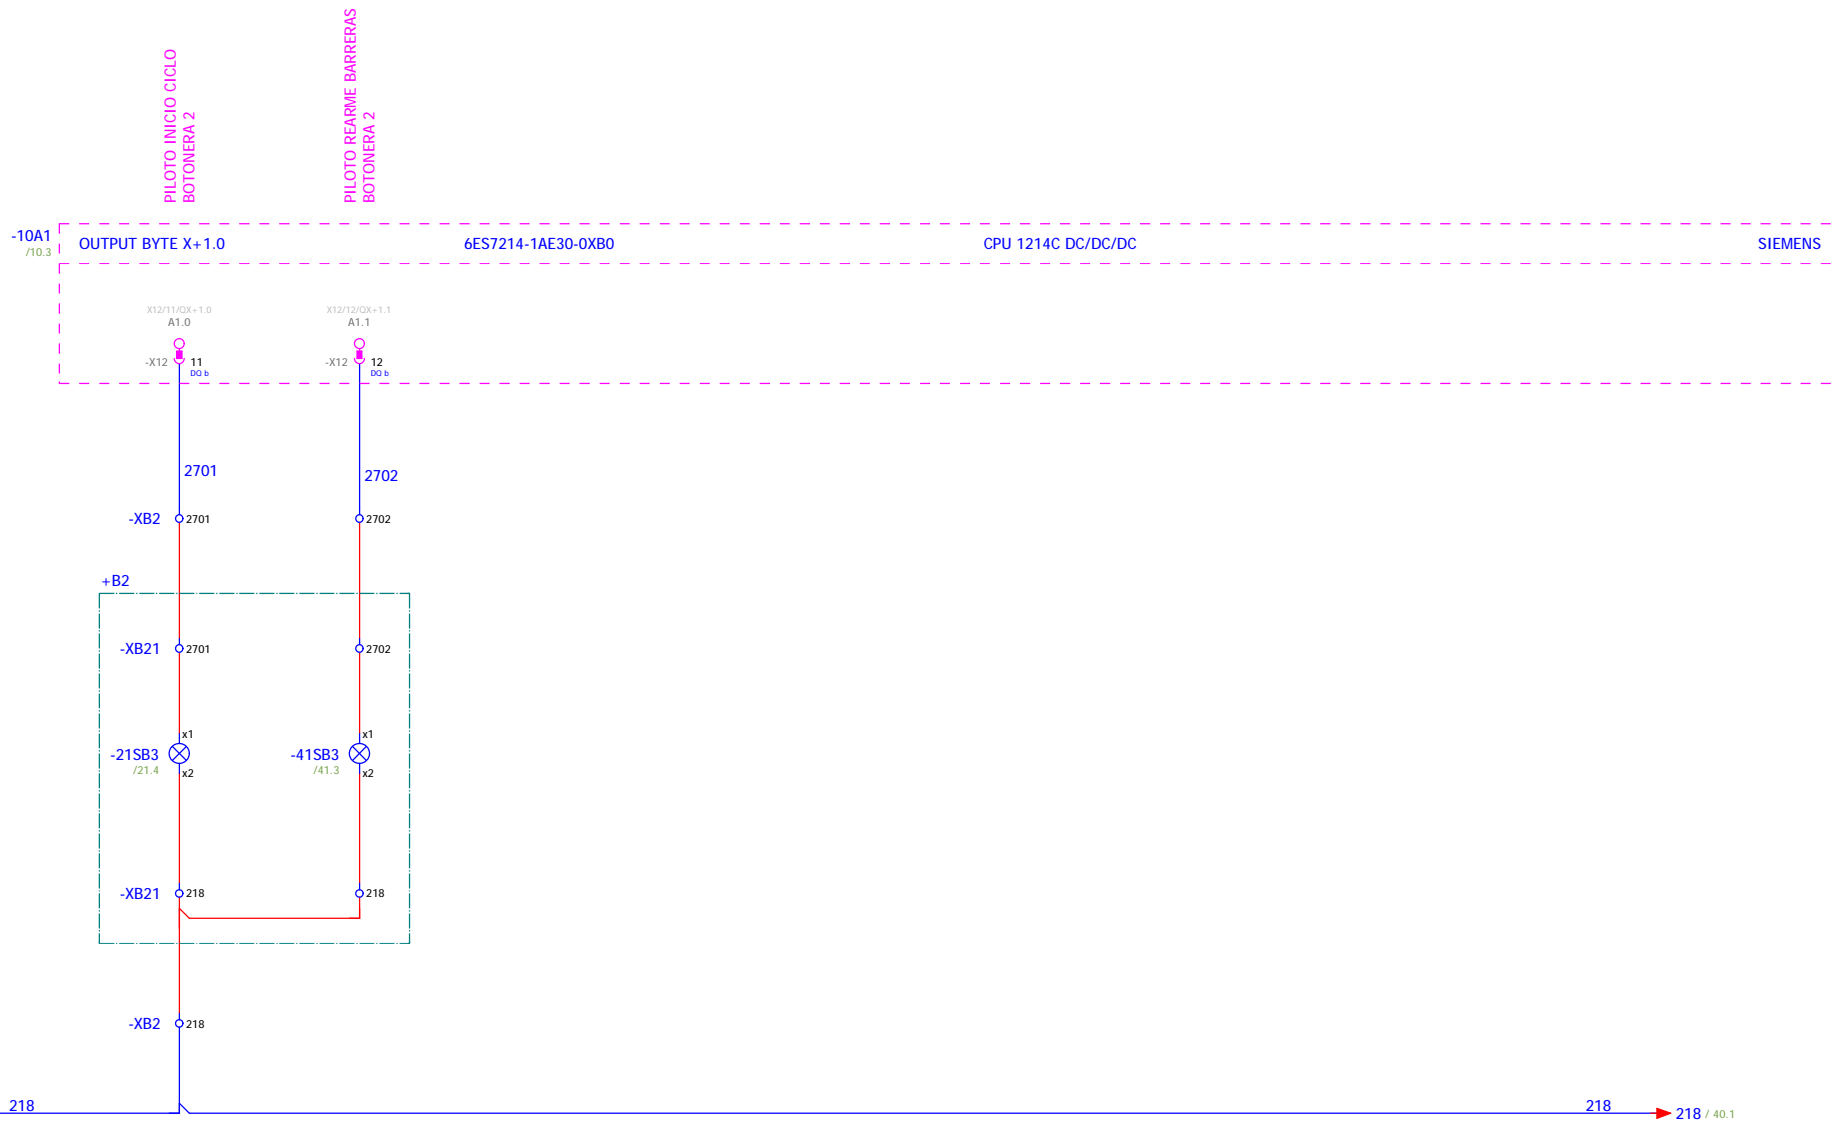 PILOTO INICIO CICLO
BOTONERA 2
PILOTO REARME BARRERAS
BOTONERA 2
-10A1
/10.3
OUTPUT BYTE X+1.0
6ES7214-1AE30-0XB0
CPU 1214C DC/DC/DC
SIEMENS
X12/11/QX+1.0
A1.0
X12/12/QX+1.1
A1.1
-X12
11
DQ b
-X12
12
DQ b
2701
2702
-XB2
2701
2702
+B2
-XB21
2701
2702
x1
-21SB3
/21.4
x2
x1
-41SB3
/41.3
x2
-XB21
218
218
-XB2
218
218
218
218 / 40.1